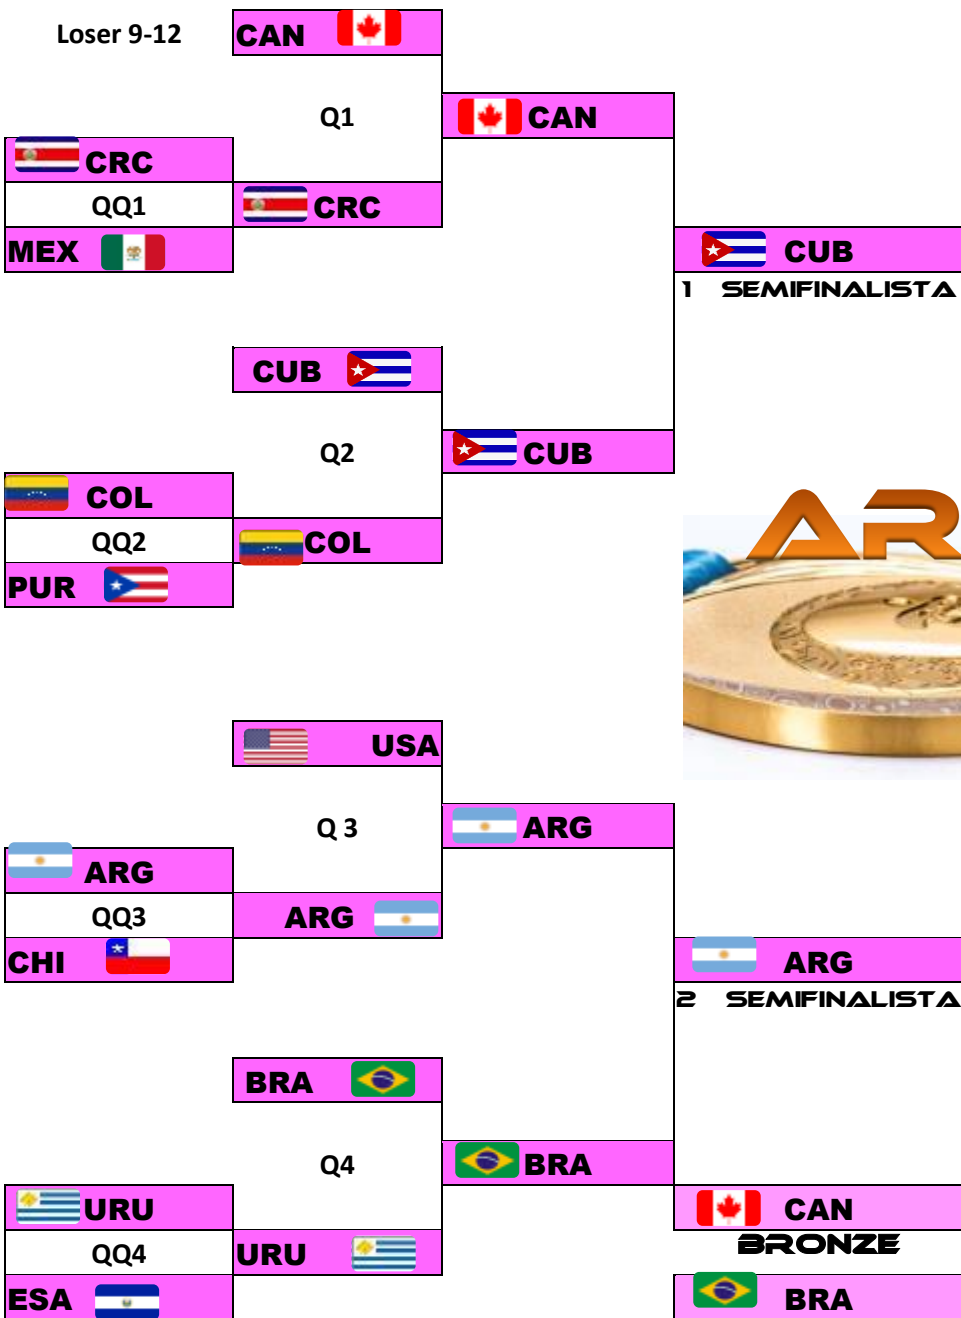 Loser 9-12
CAN
Q1
CAN
CRC
QQ1
CRC
MEX
CUB
1 SEMIFINALISTA
CUB
Q2
CUB
COL
QQ2
COL
PUR
AR
USA
Q 3
ARG
ARG
QQ3
ARG
CHI
ARG
2 SEMIFINALISTA
BRA
Q4
BRA
URU
CAN
QQ4
URU
BRONZE
ESA
BRA